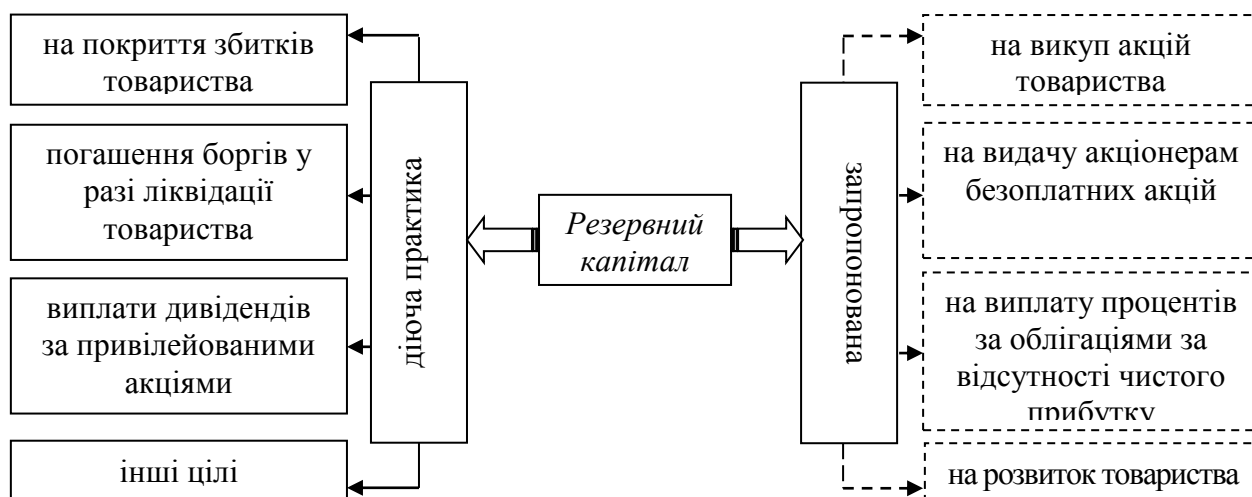 на покриття збитків
товариства
погашення боргів у
разі ліквідації
товариства
виплати дивідендів
за привілейованими
акціями
інші цілі
діюча практика
Резервний
капітал
запропонована
на викуп акцій
товариства
на видачу акціонерам
безоплатних акцій
на виплату процентів
за облігаціями за
відсутності чистого
прибутку
на розвиток товариства